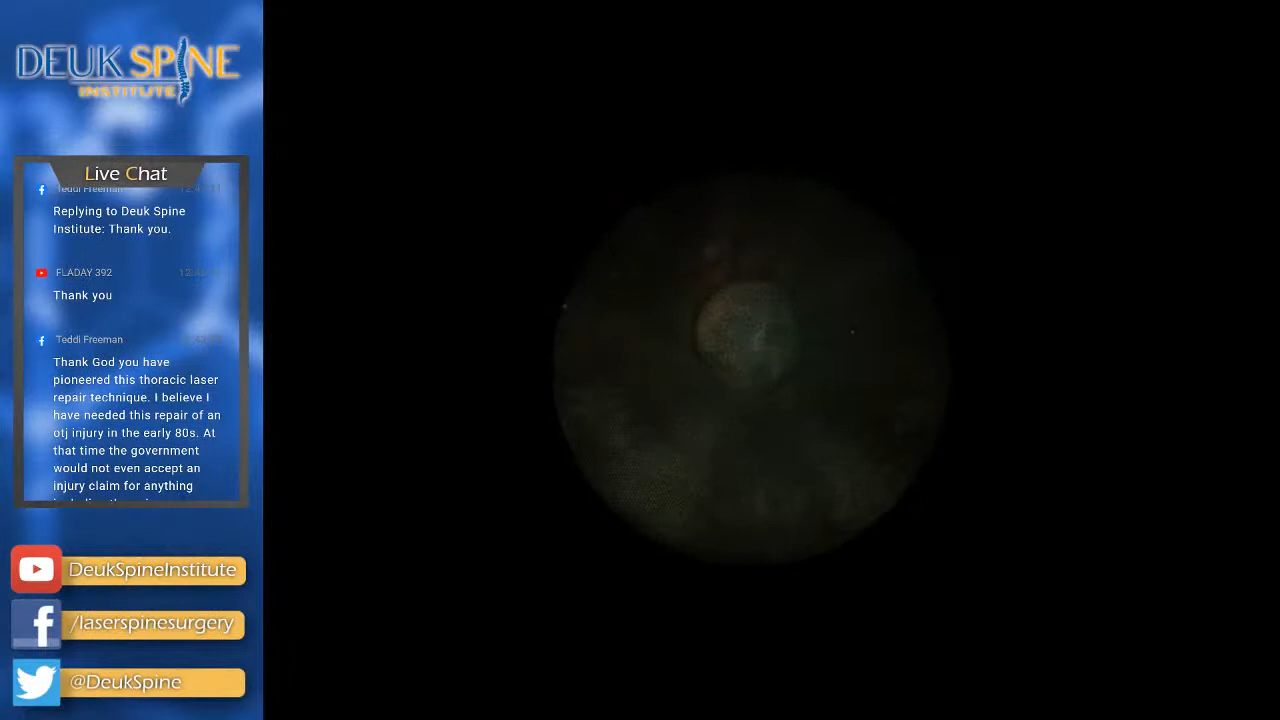 DEUK SPINE
INSTITUTE
Live Chat
Teddi Freeman
Replying to Deuk Spine
Institute: Thank you.
FLADAY 392
Thank you
Teddi Freeman
Thank God you have
pioneered this thoracic laser
repair technique. I believe I
have needed this repair of an
otj injury in the early 80s. At
that time the government
would not even accept an
injury claim for anything
DeukSpineInstitute
/laserspinesurgery
@DeukSpine